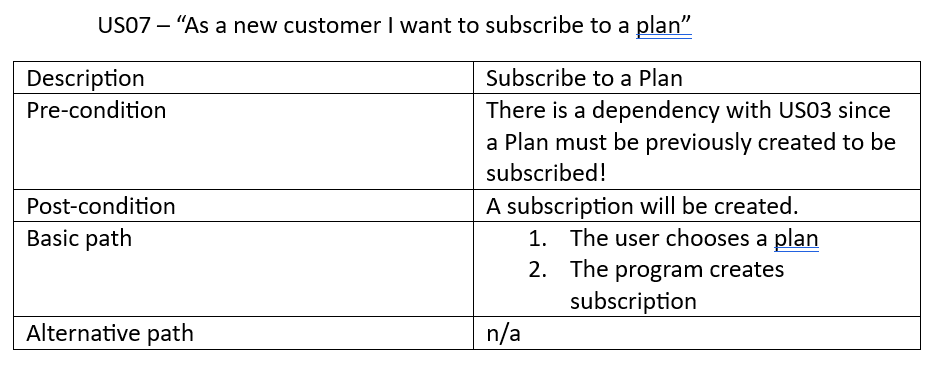 US07 – “As a new customer I want to subscribe to a plan”
Description
Subscribe to a Plan
Pre-condition
There is a dependency with US03 since
a Plan must be previously created to be
subscribed!
Post-condition
A subscription will be created.
Basic path
1. The user chooses a plan
2. The program creates
subscription
Alternative path
n/a